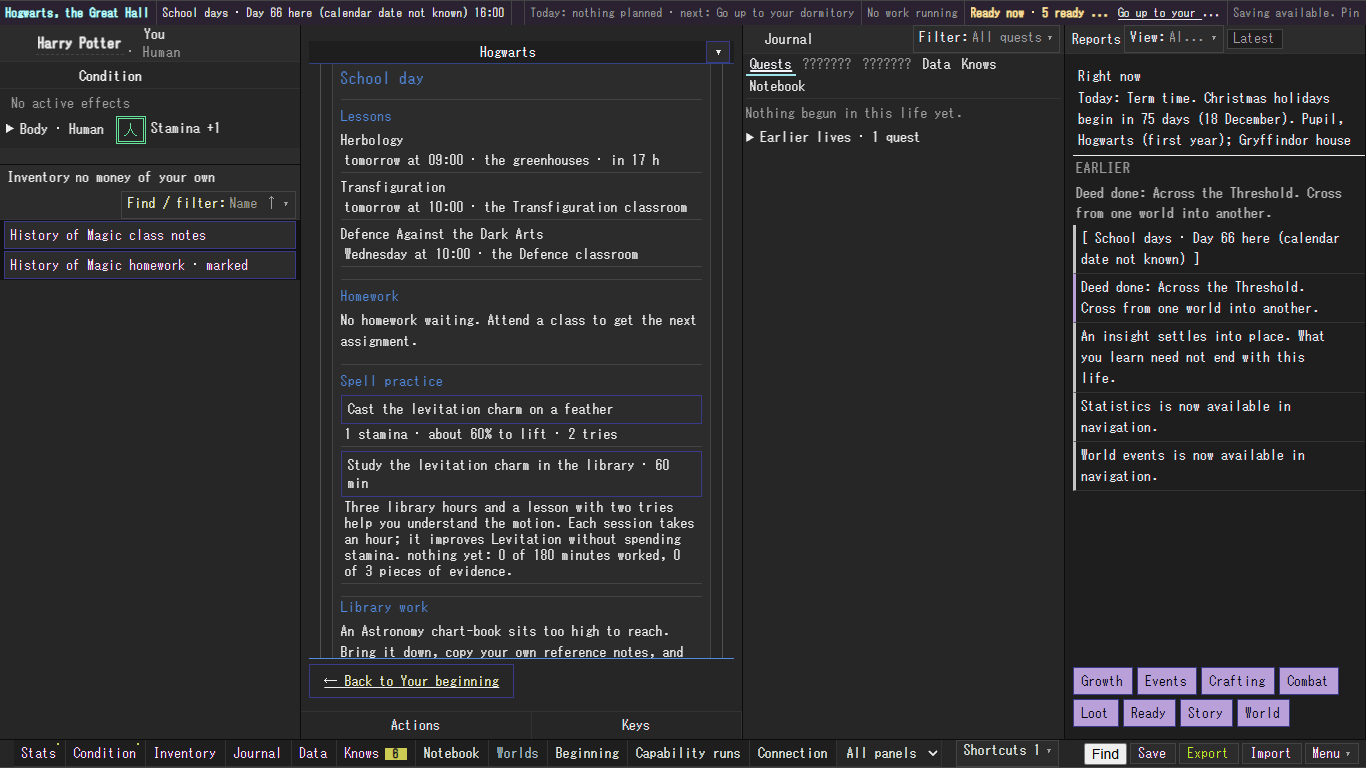 Hogwarts, the Great Hall
School days · Day 66 here (calendar date not known) 16:00
Today: nothing planned · next: Go up to your dormitory
No work running
Ready now · 5 ready ... Go up to your ...
Saving available. Pin
Harry Potter · You
Human
Condition
No active effects
▶ Body · Human 人 Stamina +1
Inventory no money of your own
Find / filter: Name ↑ ▾
History of Magic class notes
History of Magic homework · marked
Hogwarts ▼
School day
Lessons
Herbology
tomorrow at 09:00 · the greenhouses · in 17 h
Transfiguration
tomorrow at 10:00 · the Transfiguration classroom
Defence Against the Dark Arts
Wednesday at 10:00 · the Defence classroom
Homework
No homework waiting. Attend a class to get the next
assignment.
Spell practice
Cast the levitation charm on a feather
1 stamina · about 60% to lift · 2 tries
Study the levitation charm in the library · 60
min
Three library hours and a lesson with two tries
help you understand the motion. Each session takes
an hour; it improves Levitation without spending
stamina. nothing yet: 0 of 180 minutes worked, 0
of 3 pieces of evidence.
Library work
An Astronomy chart-book sits too high to reach.
Bring it down, copy your own reference notes, and
← Back to Your beginning
Actions Keys
Journal Filter: All quests ▾
Quests ??????? ??????? Data Knows
Notebook
Nothing begun in this life yet.
▶ Earlier lives · 1 quest
Reports View: Al... ▾ Latest
Right now
Today: Term time. Christmas holidays
begin in 75 days (18 December). Pupil,
Hogwarts (first year); Gryffindor house
EARLIER
Deed done: Across the Threshold. Cross
from one world into another.
[ School days · Day 66 here (calendar
date not known) ]
Deed done: Across the Threshold.
Cross from one world into another.
An insight settles into place. What
you learn need not end with this
life.
Statistics is now available in
navigation.
World events is now available in
navigation.
Growth Events Crafting Combat
Loot Ready Story World
Stats Condition Inventory Journal Data Knows 6 Notebook Worlds Beginning Capability runs Connection All panels Shortcuts 1 ▾ Find Save Export Import Menu ▾